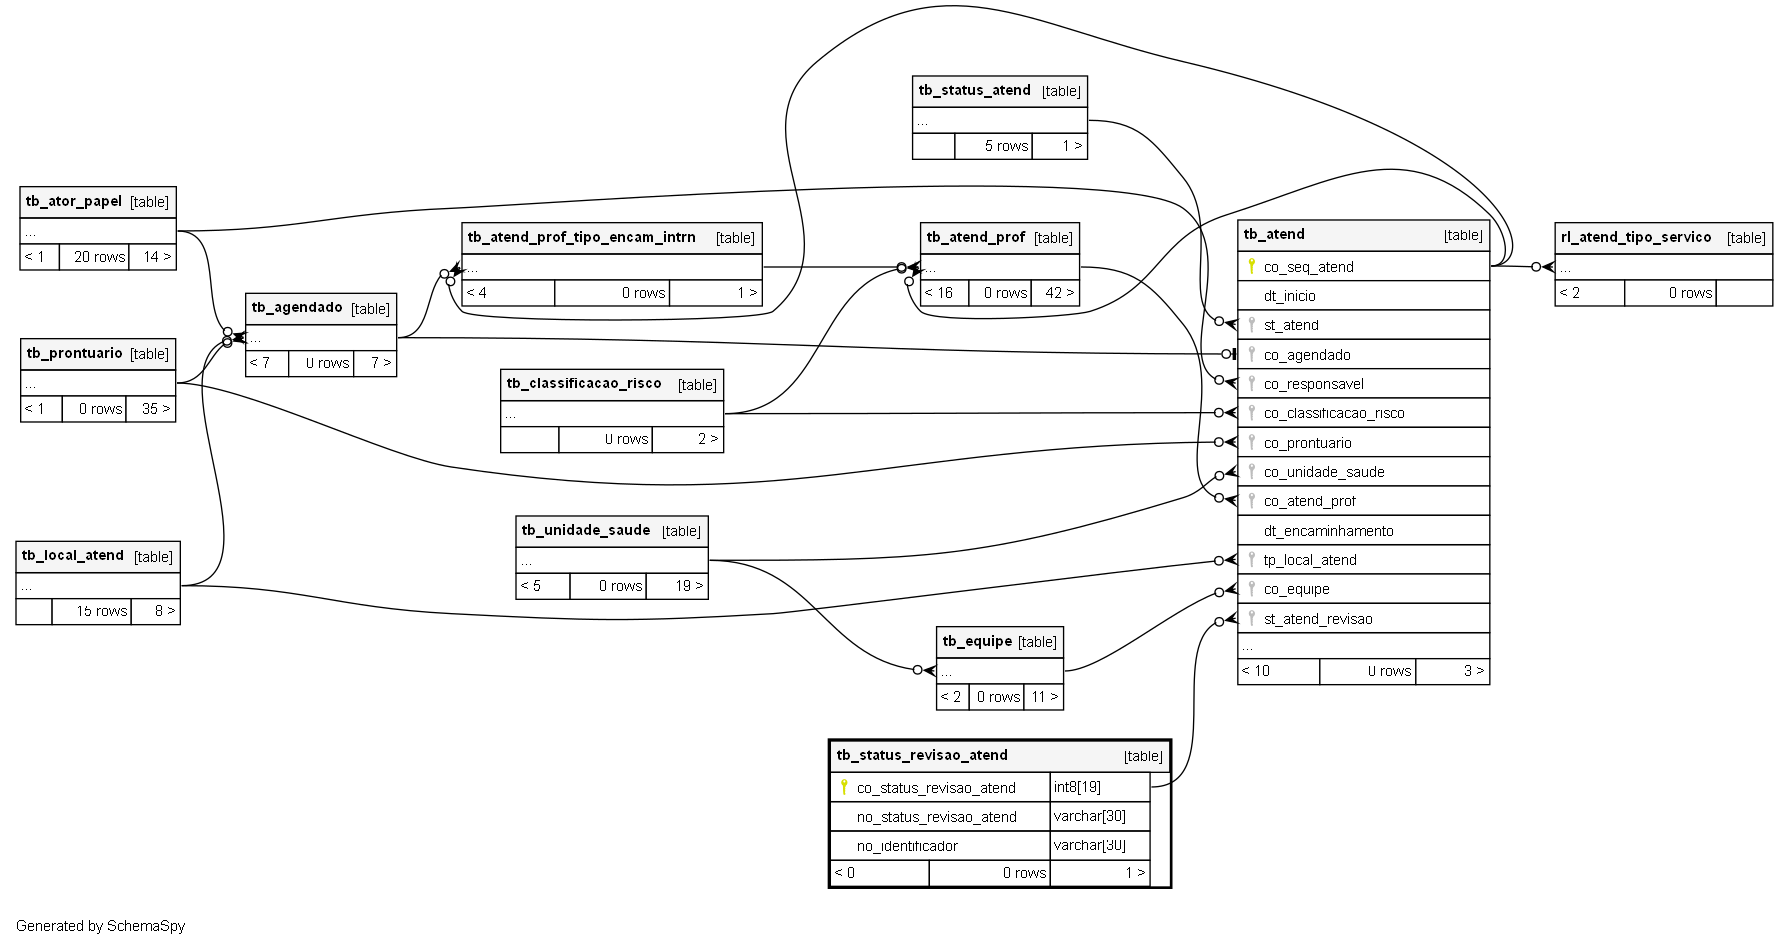 tb_status_atend [table]
...
5 rows 1 >
tb_ator_papel [table]
...
< 1 20 rows 14 >
tb_atend_prof_tipo_encam_intrn [table]
...
< 4 0 rows 1 >
tb_atend_prof [table]
...
< 16 0 rows 42 >
tb_atend [table]
co_seq_atend
dt_inicio
st_atend
co_agendado
co_responsavel
co_classificacao_risco
co_prontuario
co_unidade_saude
co_atend_prof
dt_encaminhamento
tp_local_atend
co_equipe
st_atend_revisao
...
< 10 0 rows 3 >
rl_atend_tipo_servico [table]
...
< 2 0 rows
tb_agendado [table]
...
< 7 0 rows 7 >
tb_prontuario [table]
...
< 1 0 rows 35 >
tb_classificacao_risco [table]
...
0 rows 2 >
tb_unidade_saude [table]
...
< 5 0 rows 19 >
tb_local_atend [table]
...
15 rows 8 >
tb_equipe [table]
...
< 2 0 rows 11 >
tb_status_revisao_atend [table]
co_status_revisao_atend int8[19]
no_status_revisao_atend varchar[30]
no_identificador varchar[30]
< 0 0 rows 1 >
Generated by SchemaSpy